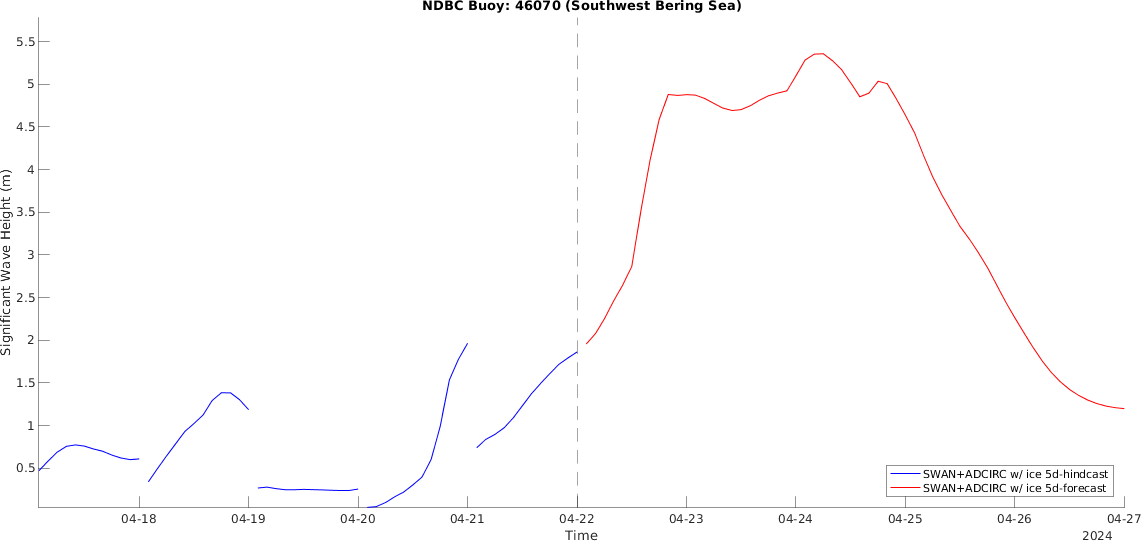 NDBC Buoy: 46070 (Southwest Bering Sea)
5.5
5
4.5
4
3.5
3
2.5
2
1.5
1
0.5
Significant Wave Height (m)
SWAN+ADCIRC w/ ice 5d-hindcast
SWAN+ADCIRC w/ ice 5d-forecast
04-18 04-19 04-20 04-21 04-22 04-23 04-24 04-25 04-26 04-27
Time
2024